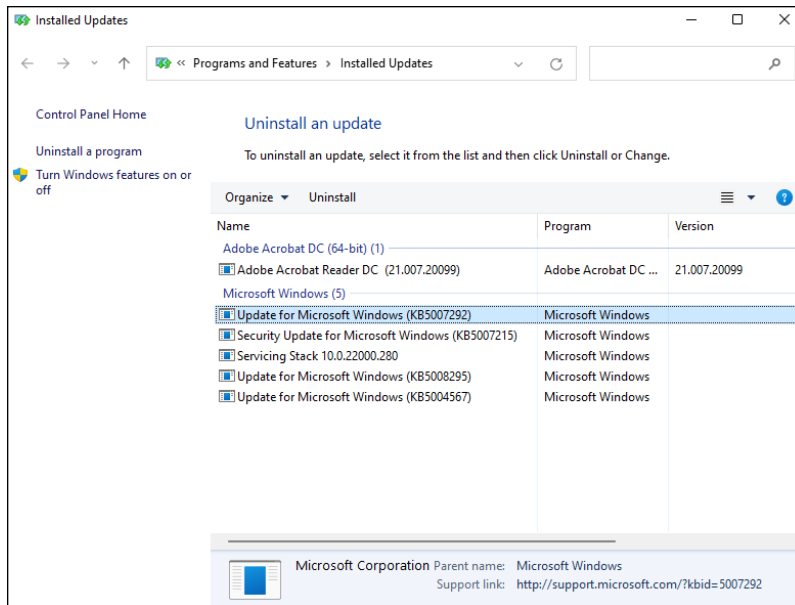 Installed Updates
« Programs and Features › Installed Updates
Control Panel Home
Uninstall a program
Turn Windows features on or
off
Uninstall an update
To uninstall an update, select it from the list and then click Uninstall or Change.
Organize Uninstall
Name Program Version
Adobe Acrobat DC (64-bit) (1)
Adobe Acrobat Reader DC (21.007.20099) Adobe Acrobat DC ... 21.007.20099
Microsoft Windows (5)
Update for Microsoft Windows (KB5007292) Microsoft Windows
Security Update for Microsoft Windows (KB5007215) Microsoft Windows
Servicing Stack 10.0.22000.280 Microsoft Windows
Update for Microsoft Windows (KB5008295) Microsoft Windows
Update for Microsoft Windows (KB5004567) Microsoft Windows
Microsoft Corporation Parent name: Microsoft Windows
Support link: http://support.microsoft.com/?kbid=5007292